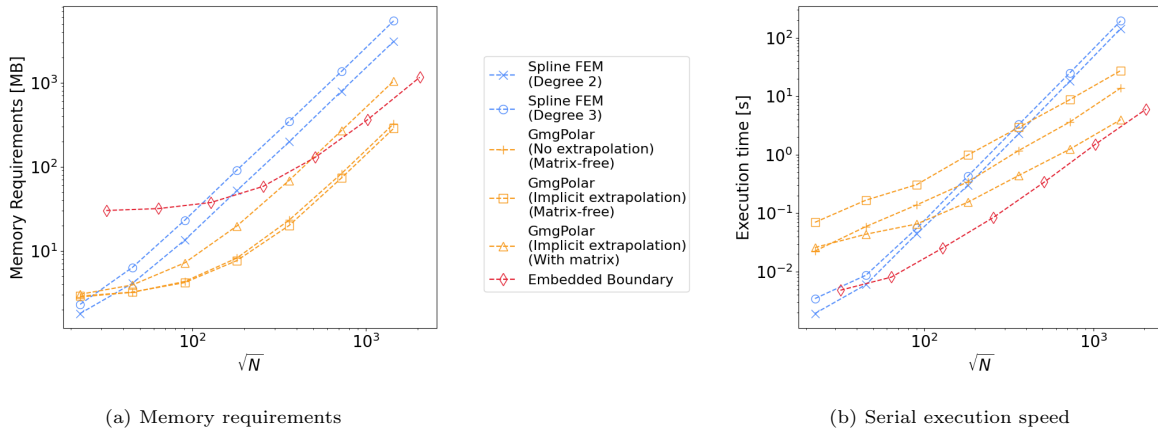 Memory Requirements [MB]
10³
10²
10¹
10²
10³
√N
Spline FEM
(Degree 2)
Spline FEM
(Degree 3)
GmgPolar
(No extrapolation)
(Matrix-free)
GmgPolar
(Implicit extrapolation)
(Matrix-free)
GmgPolar
(Implicit extrapolation)
(With matrix)
Embedded Boundary
Execution time [s]
10²
10¹
10⁰
10⁻¹
10⁻²
10²
10³
√N
(a) Memory requirements
(b) Serial execution speed